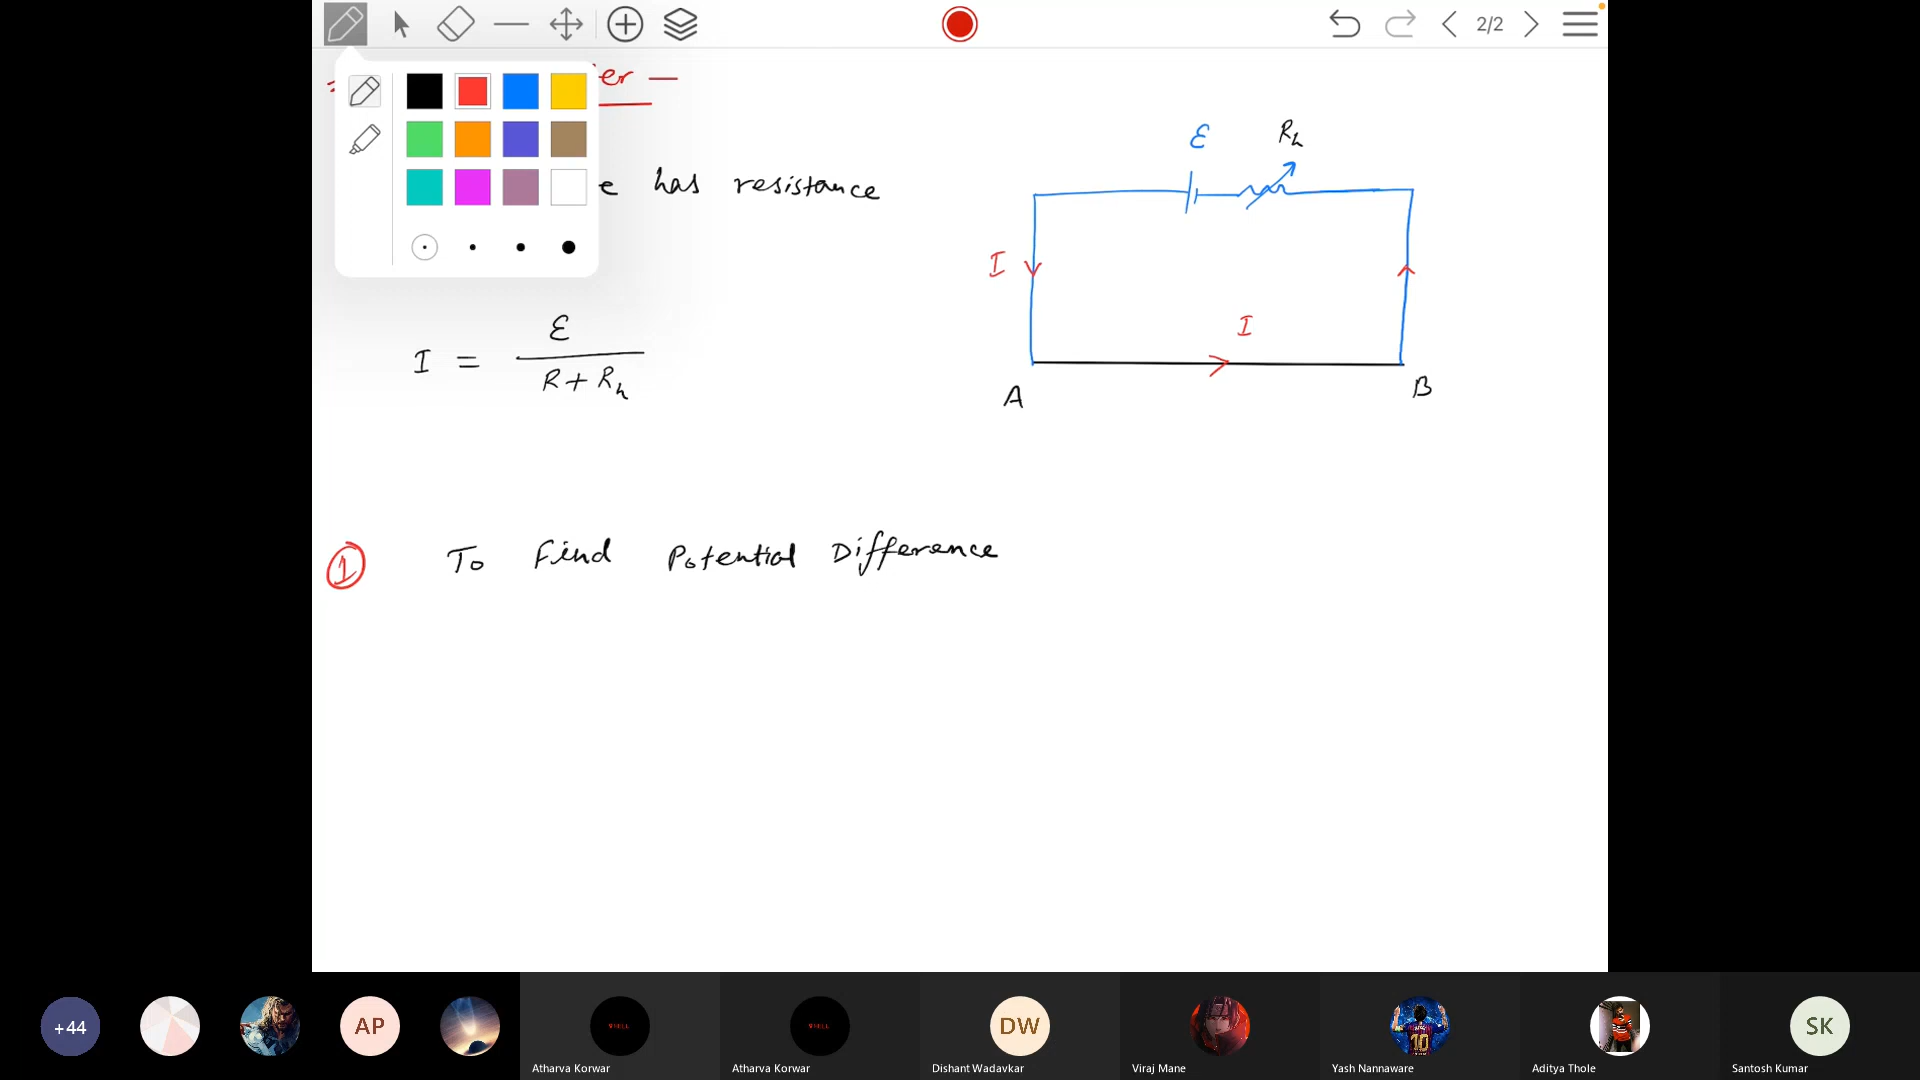 2/2
er —
ε
Rh
e has resistance
I
I
I = ε / R + Rh
A
B
① To Find Potential Difference
+44
AP
DW
SK
10
Atharva Korwar
Atharva Korwar
Dishant Wadavkar
Viraj Mane
Yash Nannaware
Aditya Thole
Santosh Kumar